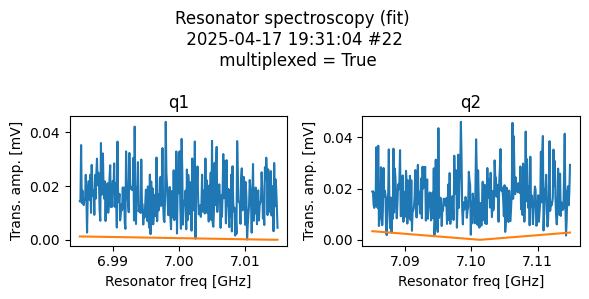 Resonator spectroscopy (fit)
2025-04-17 19:31:04 #22
multiplexed = True
q1
q2
Trans. amp. [mV]
0.04
0.02
0.00
6.99
7.00
7.01
Resonator freq [GHz]
Trans. amp. [mV]
0.04
0.02
0.00
7.09
7.10
7.11
Resonator freq [GHz]